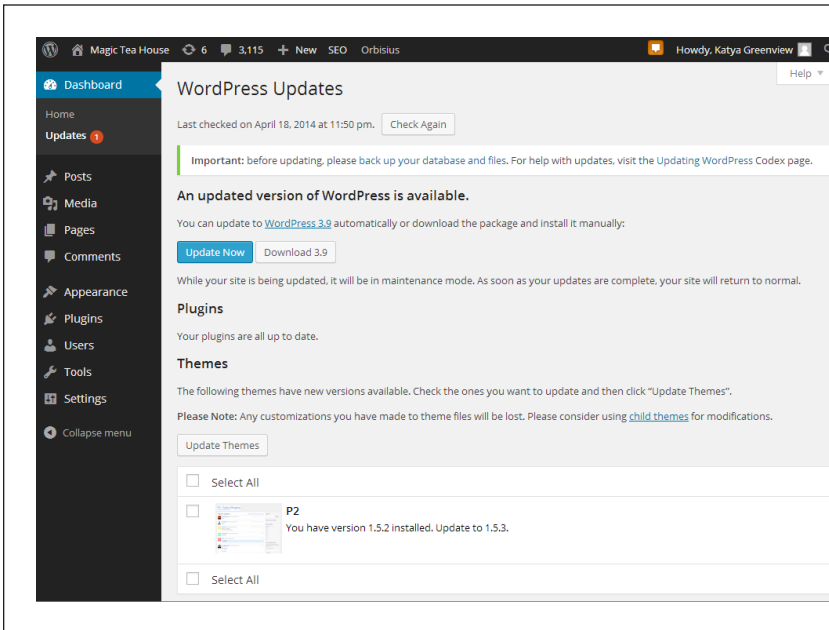 Magic Tea House 6 3,115 New SEO Orbisius Howdy, Katya Greenview
Help
Dashboard
Home
Updates 1
Posts
Media
Pages
Comments
Appearance
Plugins
Users
Tools
Settings
Collapse menu
WordPress Updates
Last checked on April 18, 2014 at 11:50 pm. Check Again
Important: before updating, please back up your database and files. For help with updates, visit the Updating WordPress Codex page.
An updated version of WordPress is available.
You can update to WordPress 3.9 automatically or download the package and install it manually:
Update Now Download 3.9
While your site is being updated, it will be in maintenance mode. As soon as your updates are complete, your site will return to normal.
Plugins
Your plugins are all up to date.
Themes
The following themes have new versions available. Check the ones you want to update and then click “Update Themes”.
Please Note: Any customizations you have made to theme files will be lost. Please consider using child themes for modifications.
Update Themes
Select All
P2
You have version 1.5.2 installed. Update to 1.5.3.
Select All